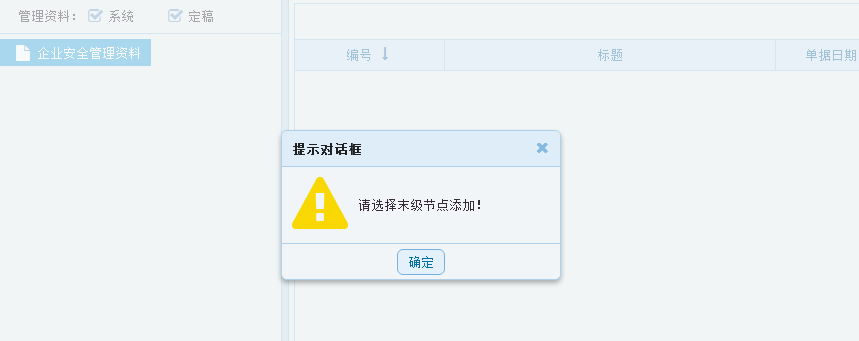 管理资料： 系统 定稿
企业安全管理资料
编号 标题 单据日期
提示对话框
请选择末级节点添加!
确定